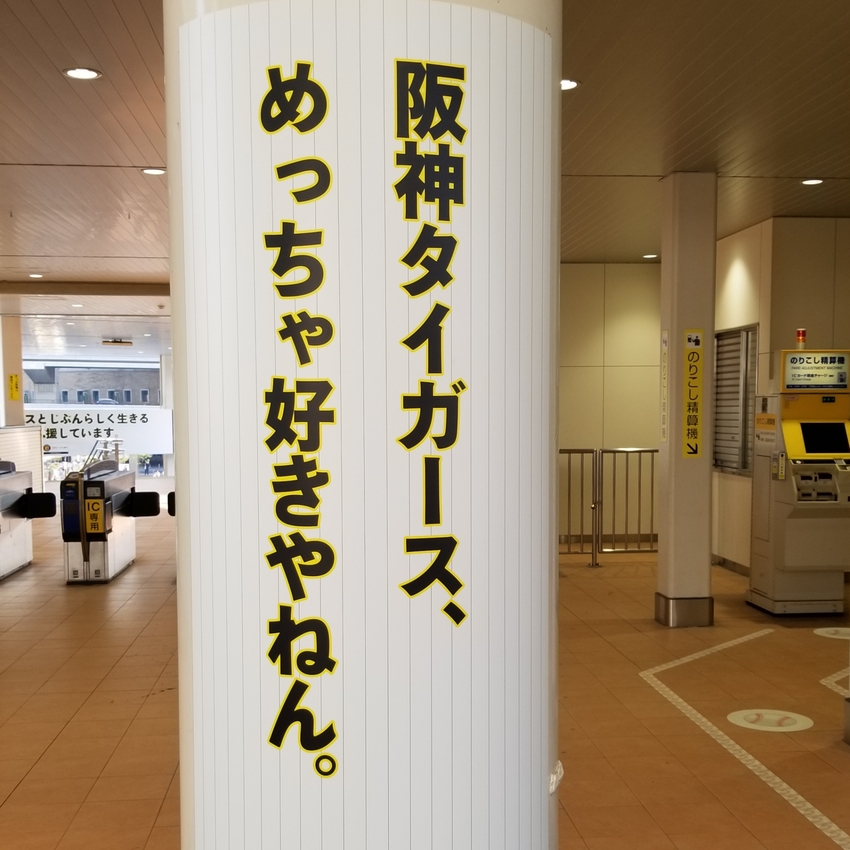 阪神タイガース、
めっちゃ好きやねん。
のりこし精算機
のりこし精算機
スとじぶんらしく生きる
援しています。
IC専用